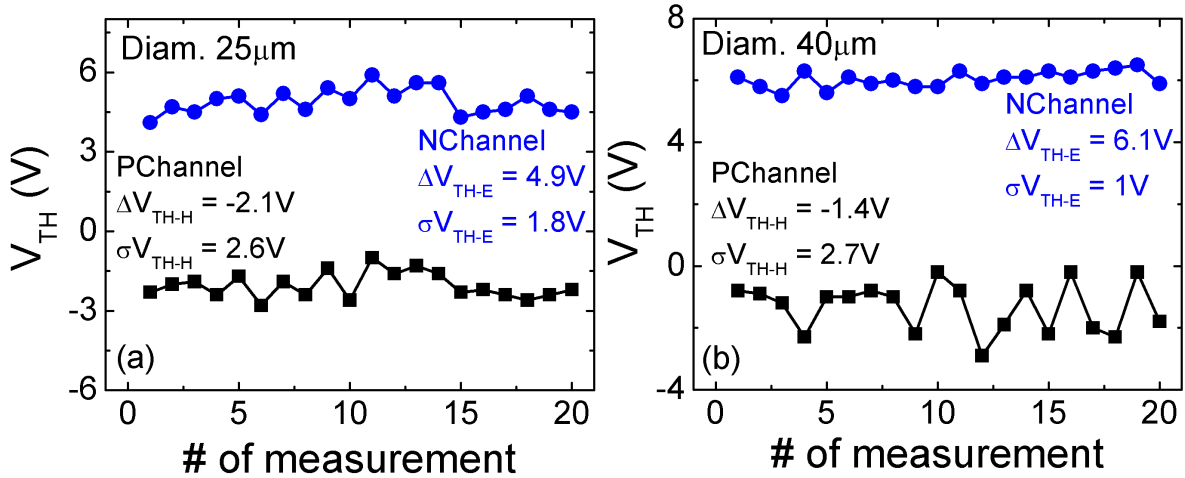 Diam. 25μm
NChannel
ΔV_TH-E = 4.9V
σV_TH-E = 1.8V
PChannel
ΔV_TH-H = -2.1V
σV_TH-H = 2.6V
(a)
V_TH (V)
6
3
0
-3
-6
0 5 10 15 20
# of measurement
Diam. 40μm
NChannel
ΔV_TH-E = 6.1V
σV_TH-E = 1V
PChannel
ΔV_TH-H = -1.4V
σV_TH-H = 2.7V
(b)
V_TH (V)
8
4
0
-4
0 5 10 15 20
# of measurement